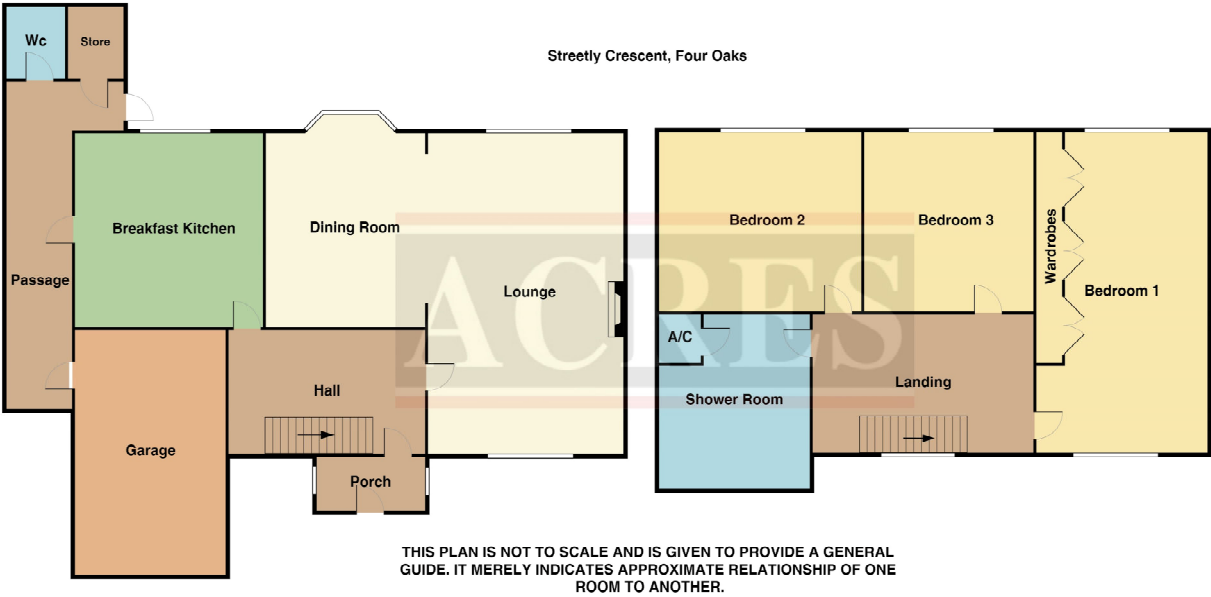 Wc
Store
Streetly Crescent, Four Oaks
Breakfast Kitchen
Dining Room
Bedroom 2
Bedroom 3
Wardrobes
Passage
Lounge
Bedroom 1
ACRES
A/C
Hall
Landing
Shower Room
Garage
Porch
THIS PLAN IS NOT TO SCALE AND IS GIVEN TO PROVIDE A GENERAL
GUIDE. IT MERELY INDICATES APPROXIMATE RELATIONSHIP OF ONE
ROOM TO ANOTHER.